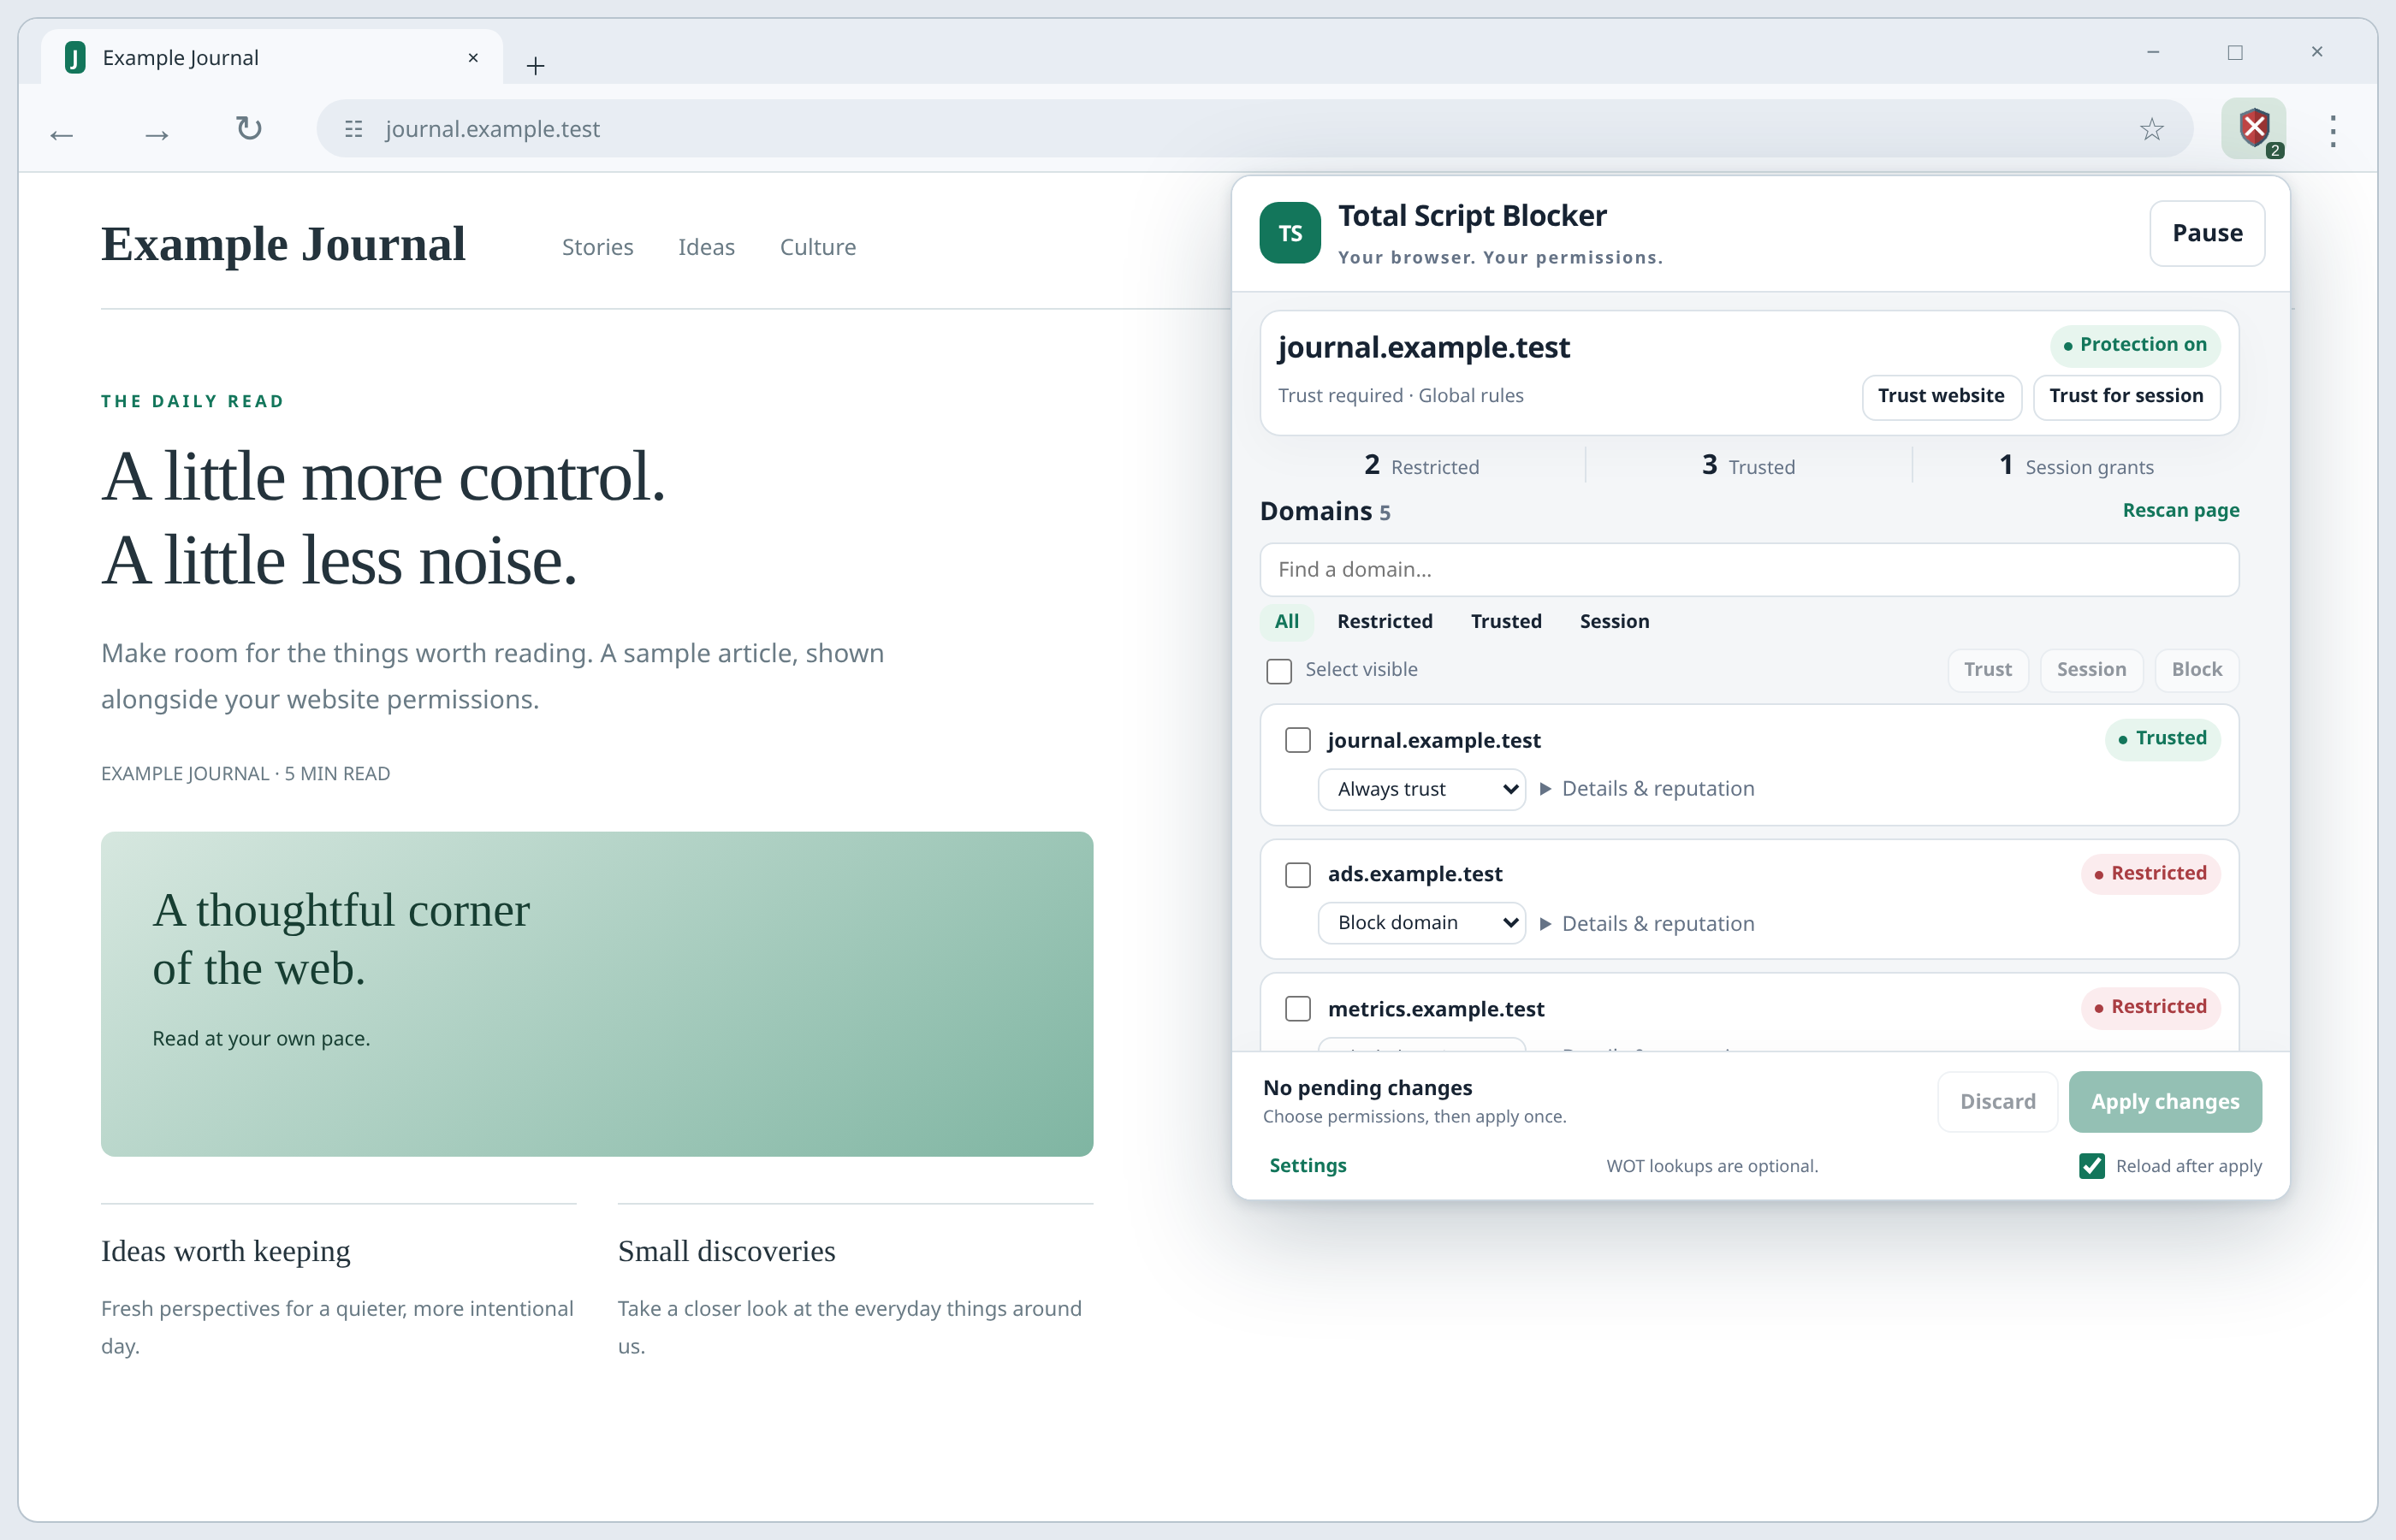 J Example Journal ×
+
journal.example.test
2
Example Journal
Stories Ideas Culture
THE DAILY READ
A little more control.
A little less noise.
Make room for the things worth reading. A sample article, shown
alongside your website permissions.
EXAMPLE JOURNAL · 5 MIN READ
A thoughtful corner
of the web.
Read at your own pace.
Ideas worth keeping
Fresh perspectives for a quieter, more intentional
day.
Small discoveries
Take a closer look at the everyday things around
us.
TS
Total Script Blocker
Your browser. Your permissions.
Pause
journal.example.test
Protection on
Trust required · Global rules
Trust website
Trust for session
2 Restricted
3 Trusted
1 Session grants
Domains 5
Rescan page
Find a domain...
All Restricted Trusted Session
Select visible
Trust Session Block
journal.example.test
Trusted
Always trust
Details & reputation
ads.example.test
Restricted
Block domain
Details & reputation
metrics.example.test
Restricted
No pending changes
Choose permissions, then apply once.
Discard
Apply changes
Settings
WOT lookups are optional.
Reload after apply